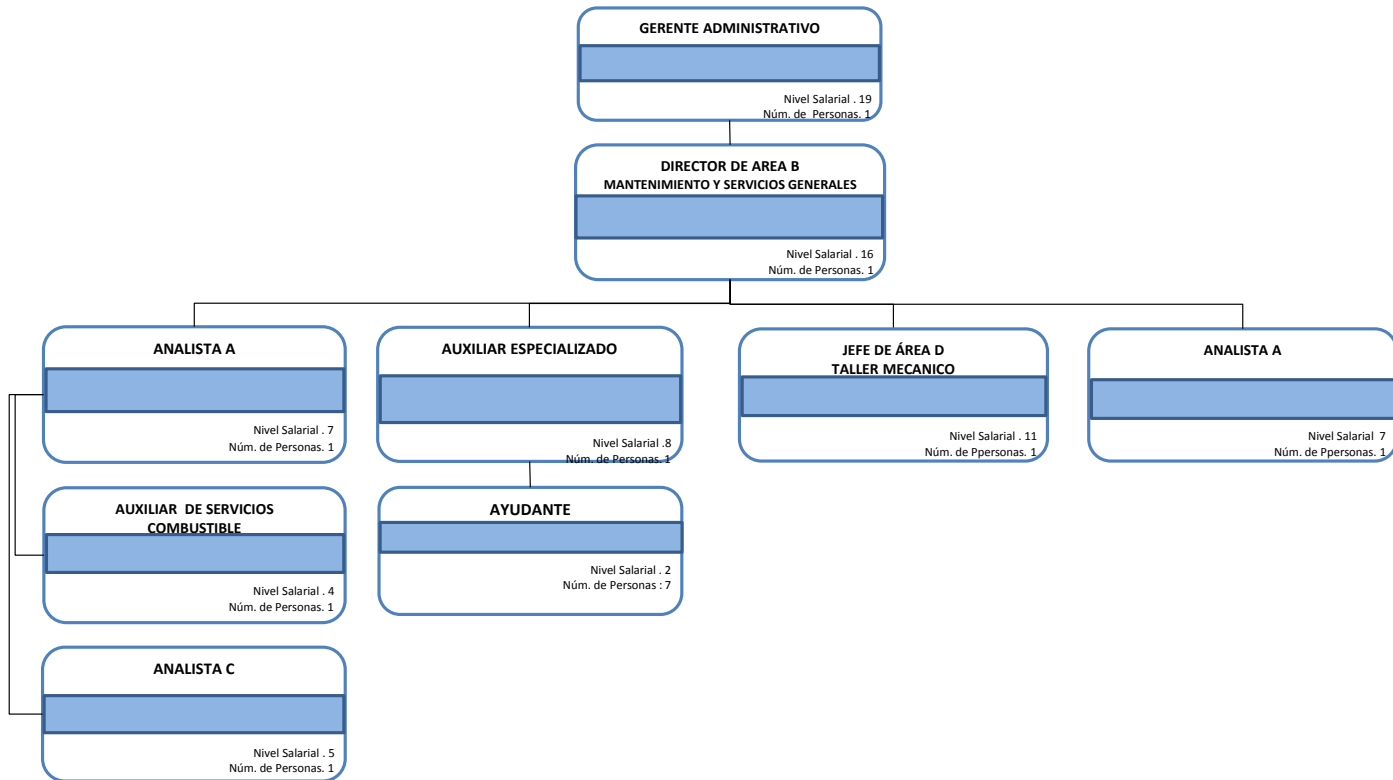 GERENTE ADMINISTRATIVO
Nivel Salarial . 19
Núm. de Personas. 1
DIRECTOR DE AREA B
MANTENIMIENTO Y SERVICIOS GENERALES
Nivel Salarial . 16
Núm. de Personas. 1
ANALISTA A
Nivel Salarial . 7
Núm. de Personas. 1
AUXILIAR ESPECIALIZADO
Nivel Salarial .8
Núm. de Personas. 1
JEFE DE ÁREA D
TALLER MECANICO
Nivel Salarial . 11
Núm. de Ppersonas. 1
ANALISTA A
Nivel Salarial 7
Núm. de Ppersonas. 1
AUXILIAR DE SERVICIOS
COMBUSTIBLE
Nivel Salarial . 4
Núm. de Personas. 1
AYUDANTE
Nivel Salarial . 2
Núm. de Personas : 7
ANALISTA C
Nivel Salarial . 5
Núm. de Personas. 1